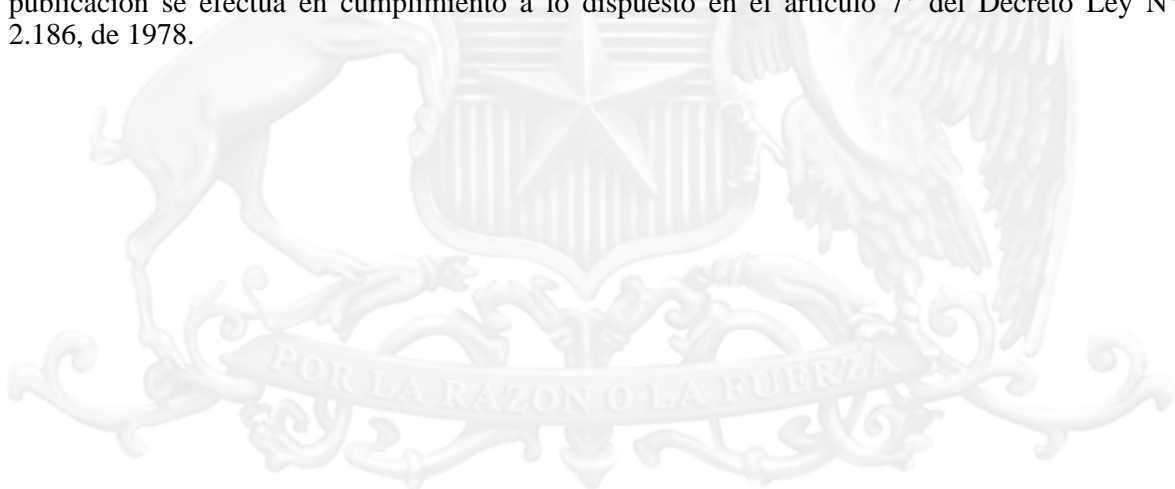 publicación se efectúa en cumplimiento a lo dispuesto en el artículo 7° del Decreto Ley N°
2.186, de 1978.
POR LA RAZON O LA FUERZA